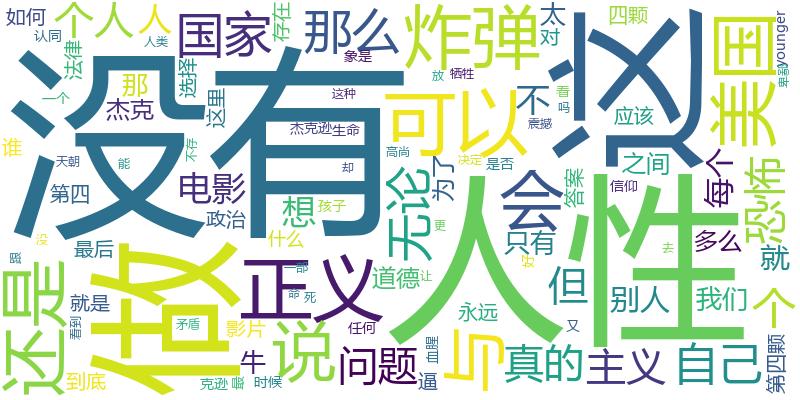 如何
个人
人
国家
存在
那么
炸弹
太
对
四颗
这
美国
younger
认同
人类
法律
选择
那
一个
杰克
这里
没有
象是
放
牺牲
这种
不
看
吗
震撼
应该
卑鄙
谁
天朝
能
不存
杰克逊
生命
高尚
却
可以
决定
是否
答案
信仰
之间
每个
恐怖
第四
电影
政治
想
孩子
无论
为了
会
人性
更
只有
好
去
多么
就
没
最后
什么
一部
道德
让
但
别人
我们
个
还是
做
正义
就是
看到
矛盾
影片
命
死
任何
永远
又
说
与
真的
主义
自己
第四颗
到底
牛
克逊
时候
问题
逼
血腥